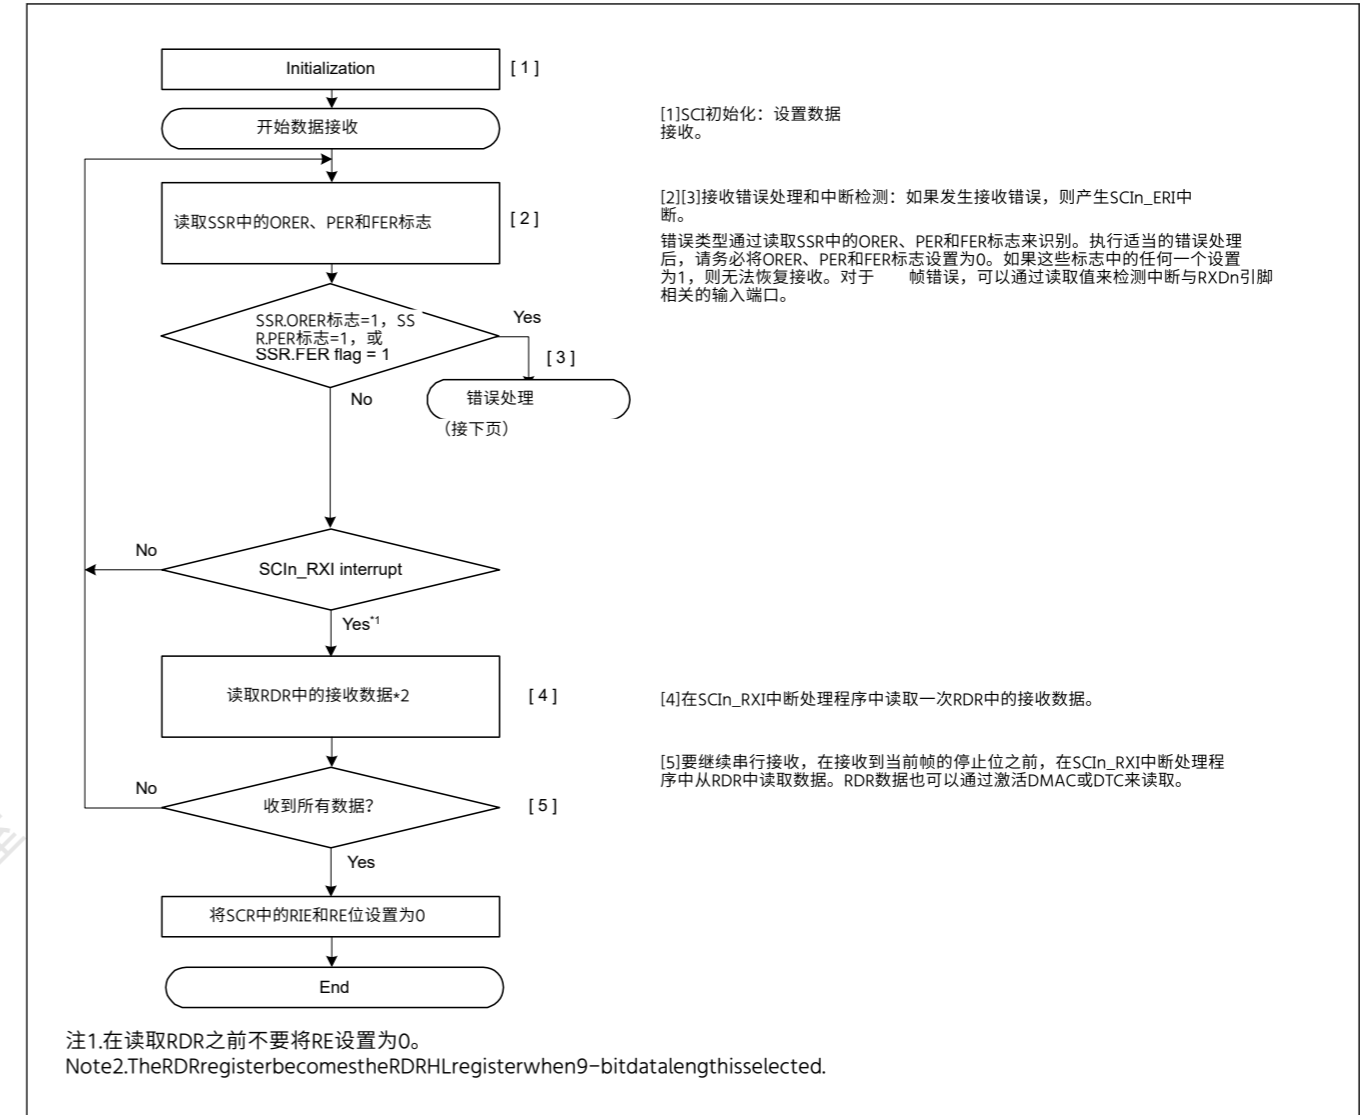 Initialization
[ 1 ]
开始数据接收
[1]SCI初始化：设置数据
接收。
读取SSR中的ORER、PER和FER标志
[ 2 ]
[2][3]接收错误处理和中断检测：如果发生接收错误，则产生SCIn_ERI中
断。
错误类型通过读取SSR中的ORER、PER和FER标志来识别。执行适当的错误处理
后，请务必将ORER、PER和FER标志设置为0。如果这些标志中的任何一个设置
为1，则无法恢复接收。对于 帧错误，可以通过读取值来检测中断与RXDn引脚
相关的输入端口。
SSR.ORER标志=1，SS
R.PER标志=1，或
SSR.FER flag = 1
Yes
[ 3 ]
No
错误处理
（接下页）
No
SCIn_RXI interrupt
Yes*1
读取RDR中的接收数据*2
[ 4 ]
[4]在SCIn_RXI中断处理程序中读取一次RDR中的接收数据。
[5]要继续串行接收，在接收到当前帧的停止位之前，在SCIn_RXI中断处理程
序中从RDR中读取数据。RDR数据也可以通过激活DMAC或DTC来读取。
No
收到所有数据？
[ 5 ]
Yes
将SCR中的RIE和RE位设置为0
End
注1.在读取RDR之前不要将RE设置为0。
Note2.TheRDRregisterbecomestheRDRHLregisterwhen9-bitdatalengthisselected.